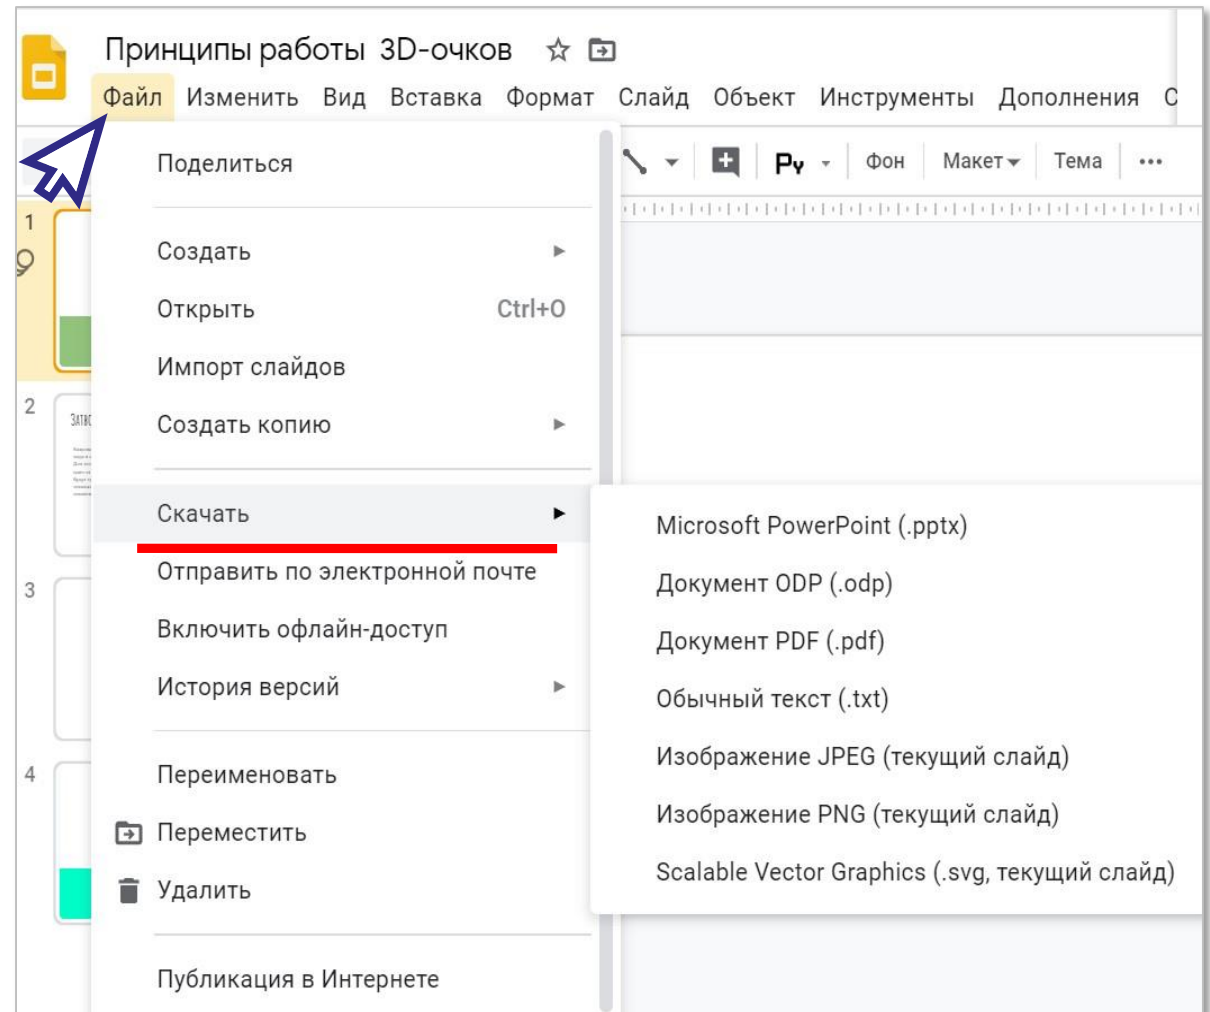 Принципы работы 3D-очков
Файл Изменить Вид Вставка Формат Слайд Объект Инструменты Дополнения С
Поделиться
Ру Фон Макет Тема
1
Создать
Открыть Ctrl+O
Импорт слайдов
2
Создать копию
Скачать
Microsoft PowerPoint (.pptx)
Отправить по электронной почте
Документ ODP (.odp)
3
Включить офлайн-доступ
Документ PDF (.pdf)
История версий
Обычный текст (.txt)
Изображение JPEG (текущий слайд)
4
Переименовать
Изображение PNG (текущий слайд)
Переместить
Scalable Vector Graphics (.svg, текущий слайд)
Удалить
Публикация в Интернете